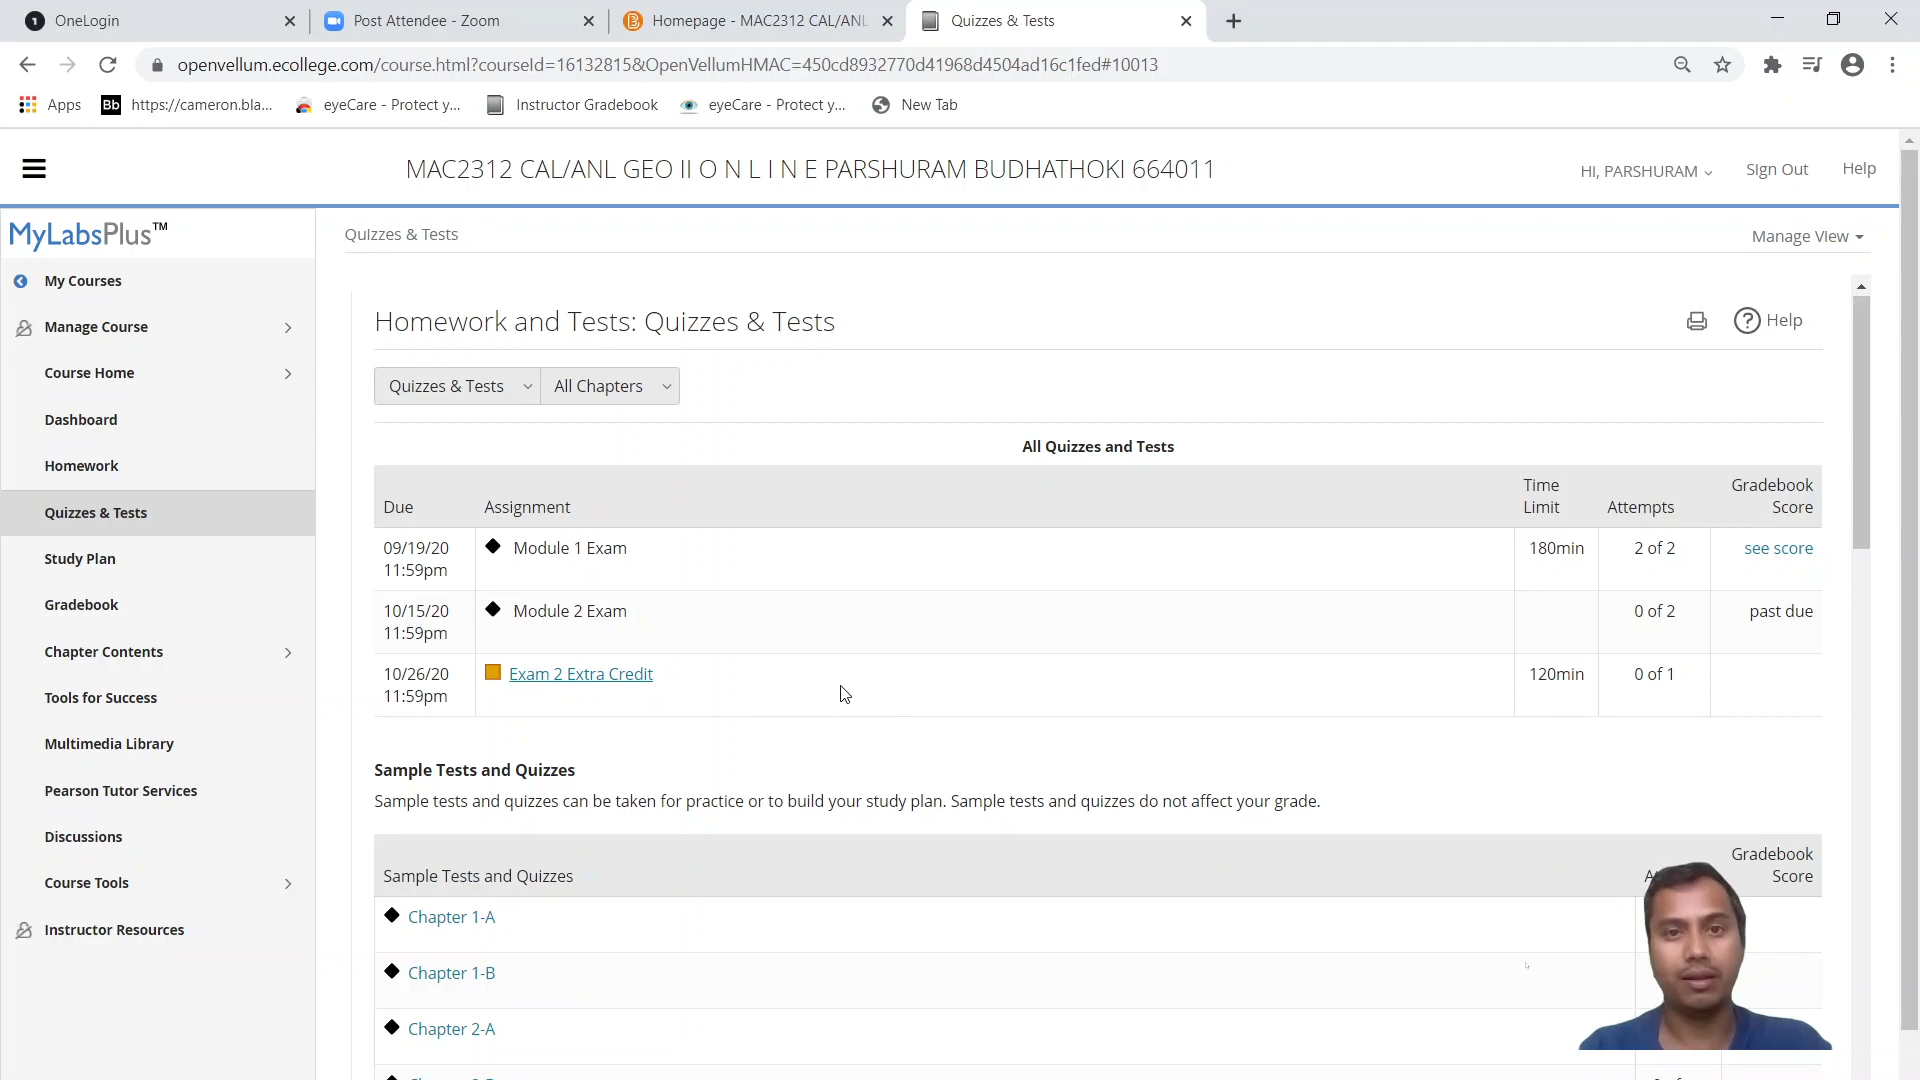 OneLogin
Post Attendee - Zoom
Homepage - MAC2312 CAL/ANL
Quizzes & Tests
openvellum.ecollege.com/course.html?courseId=16132815&OpenVellumHMAC=450cd8932770d41968d4504ad16c1fed#10013
Apps
Bb https://cameron.bla...
eyeCare - Protect y...
Instructor Gradebook
eyeCare - Protect y...
New Tab
MAC2312 CAL/ANL GEO II O N L I N E PARSHURAM BUDHATHOKI 664011
HI, PARSHURAM
Sign Out
Help
MyLabsPlus™
Quizzes & Tests
Manage View
My Courses
Manage Course
Course Home
Dashboard
Homework
Quizzes & Tests
Study Plan
Gradebook
Chapter Contents
Tools for Success
Multimedia Library
Pearson Tutor Services
Discussions
Course Tools
Instructor Resources
Homework and Tests: Quizzes & Tests
? Help
Quizzes & Tests
All Chapters
All Quizzes and Tests
Due Assignment Time Limit Attempts Gradebook Score
09/19/20 11:59pm Module 1 Exam 180min 2 of 2 see score
10/15/20 11:59pm Module 2 Exam 0 of 2 past due
10/26/20 11:59pm Exam 2 Extra Credit 120min 0 of 1
Sample Tests and Quizzes
Sample tests and quizzes can be taken for practice or to build your study plan. Sample tests and quizzes do not affect your grade.
Sample Tests and Quizzes Gradebook Score
Chapter 1-A
Chapter 1-B
Chapter 2-A